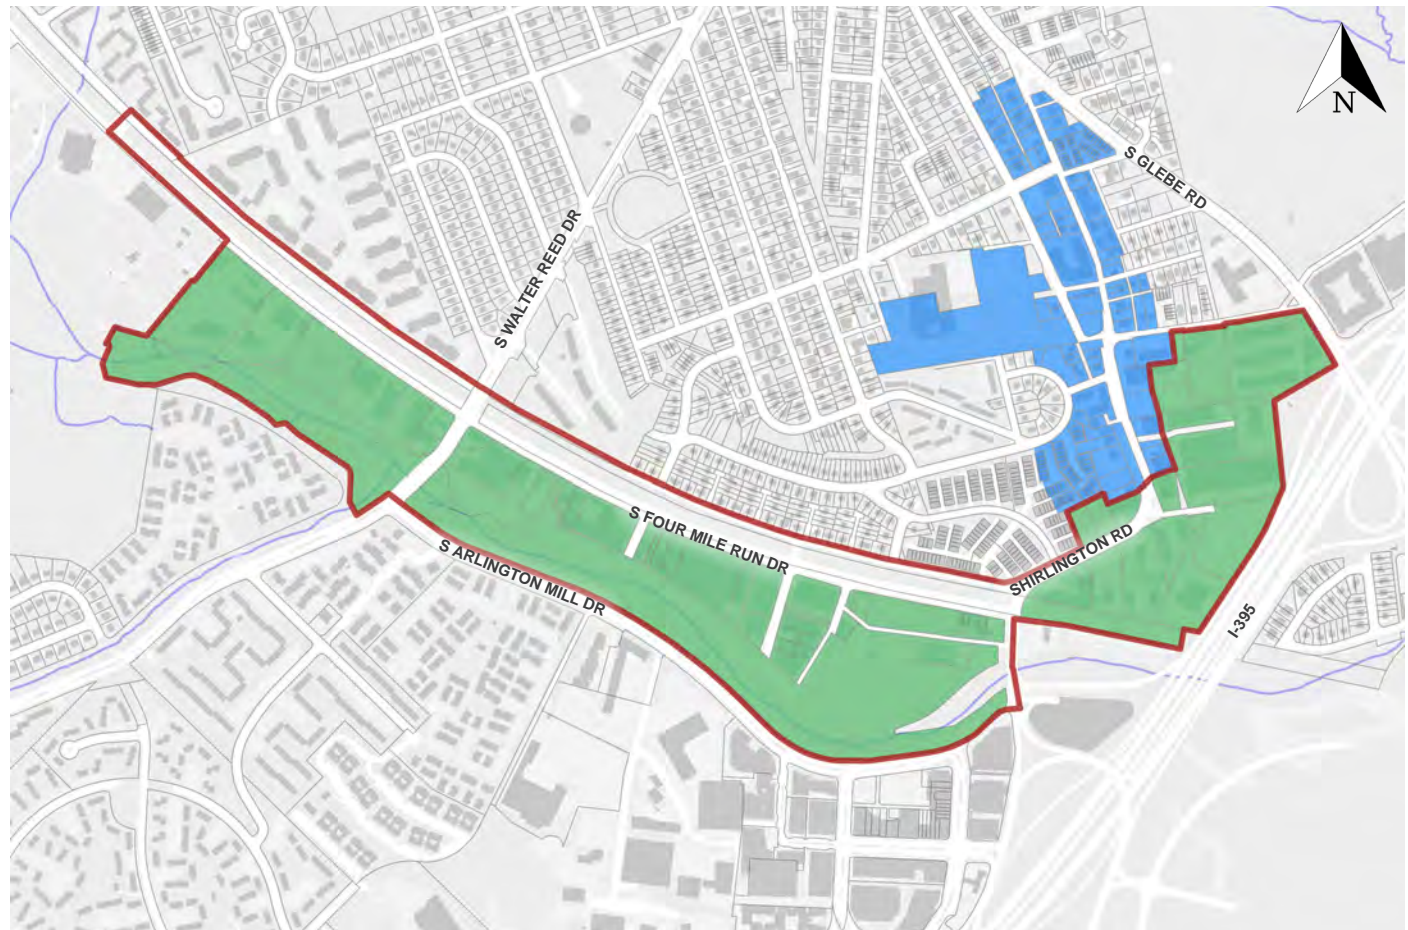 N
S GLEBE RD
S WALTER REED DR
S FOUR MILE RUN DR
S ARLINGTON MILL DR
SHIRLINGTON RD
I-395